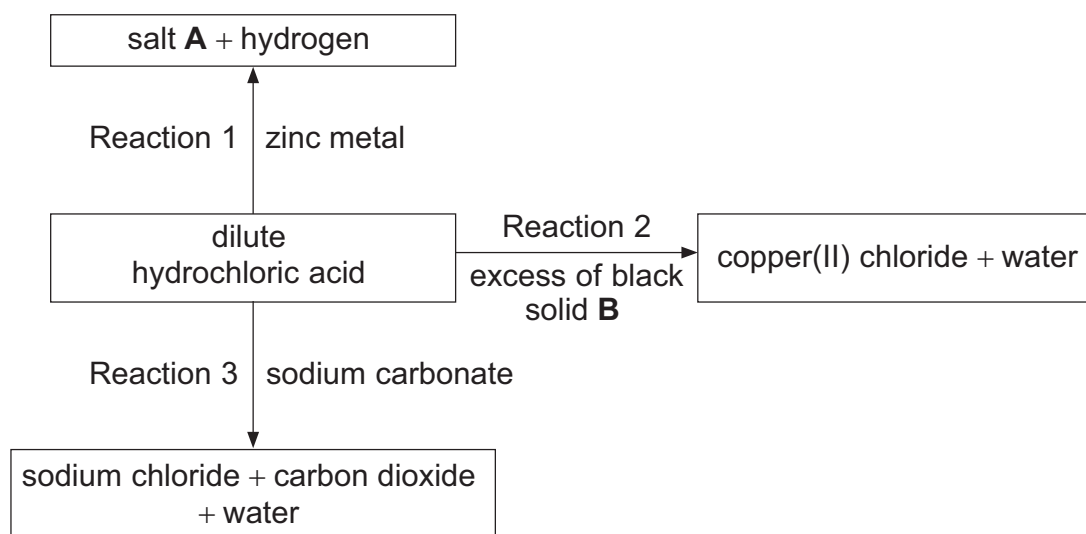 salt A + hydrogen
Reaction 1 zinc metal
dilute
hydrochloric acid
Reaction 2
excess of black
solid B
copper(II) chloride + water
Reaction 3 sodium carbonate
sodium chloride + carbon dioxide
+ water